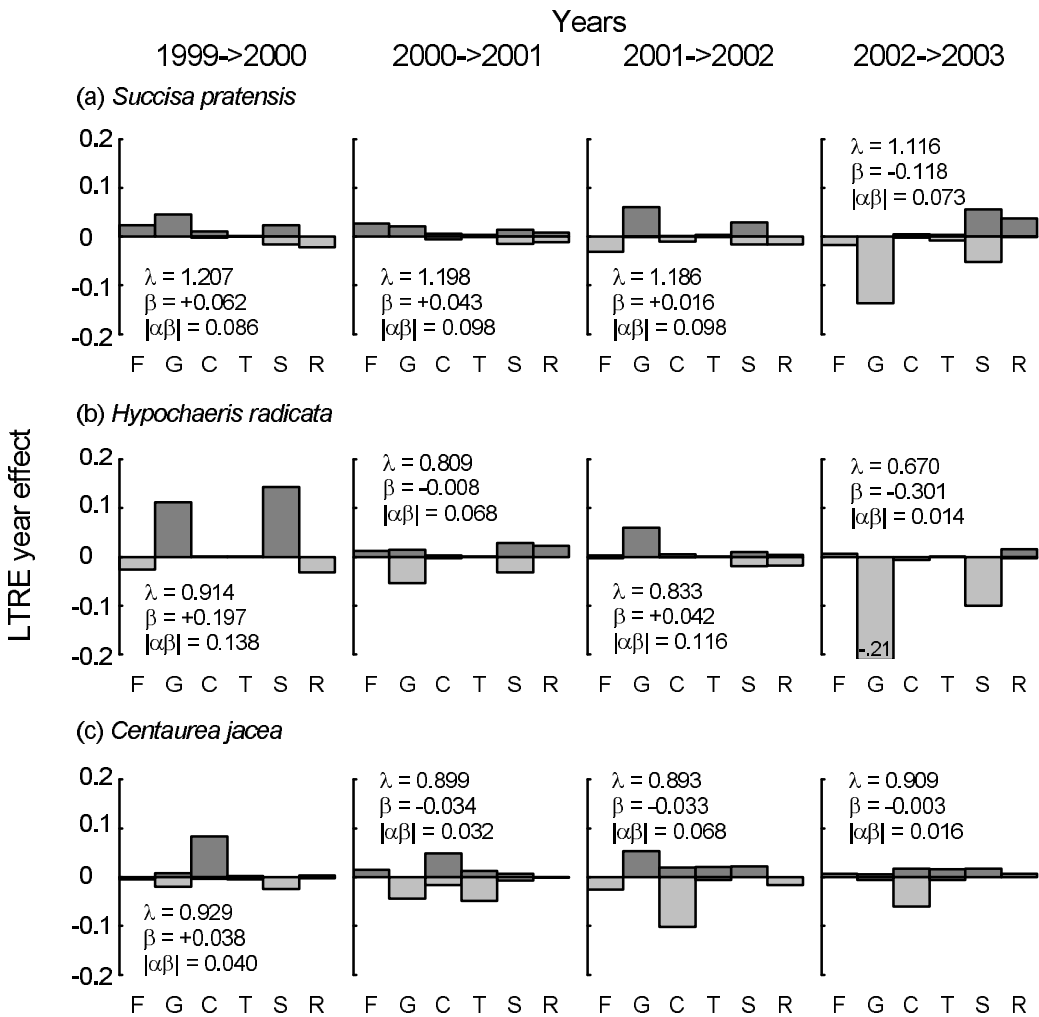 Years
1999->2000 2000->2001 2001->2002 2002->2003
(a) Succisa pratensis
0.2
0.1
0
-0.1
-0.2
λ = 1.207
β = +0.062
|αβ| = 0.086
λ = 1.198
β = +0.043
|αβ| = 0.098
λ = 1.186
β = +0.016
|αβ| = 0.098
λ = 1.116
β = -0.118
|αβ| = 0.073
F G C T S R F G C T S R F G C T S R F G C T S R
LTRE year effect
(b) Hypochaeris radicata
0.2
0.1
0
-0.1
-0.2
λ = 0.914
β = +0.197
|αβ| = 0.138
λ = 0.809
β = -0.008
|αβ| = 0.068
λ = 0.833
β = +0.042
|αβ| = 0.116
λ = 0.670
β = -0.301
|αβ| = 0.014
-.21
F G C T S R F G C T S R F G C T S R F G C T S R
(c) Centaurea jacea
0.2
0.1
0
-0.1
-0.2
λ = 0.929
β = +0.038
|αβ| = 0.040
λ = 0.899
β = -0.034
|αβ| = 0.032
λ = 0.893
β = -0.033
|αβ| = 0.068
λ = 0.909
β = -0.003
|αβ| = 0.016
F G C T S R F G C T S R F G C T S R F G C T S R